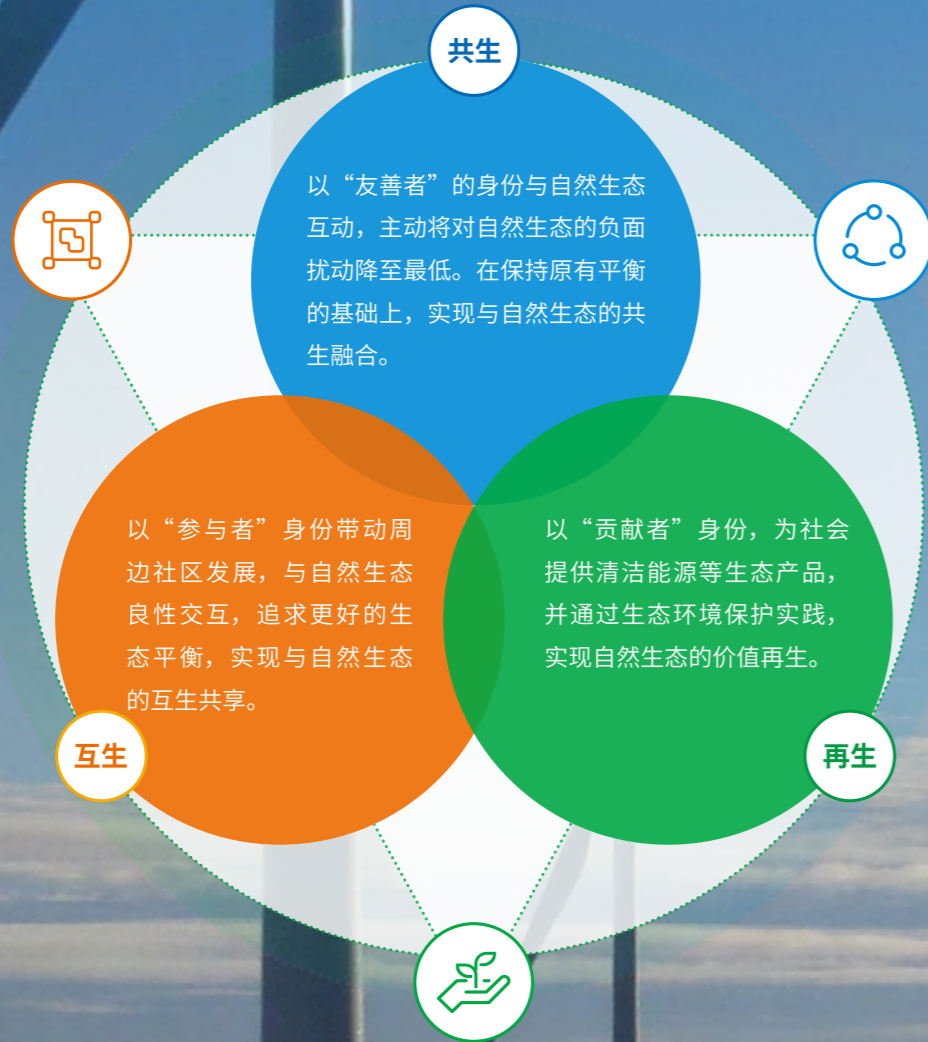 共生
以“友善者”的身份与自然生态
互动，主动将对自然生态的负面
扰动降至最低。在保持原有平衡
的基础上，实现与自然生态的共
生融合。
以“参与者”身份带动周
边社区发展，与自然生态
良性交互，追求更好的生
态平衡，实现与自然生态
的互生共享。
互生
以“贡献者”身份，为社会
提供清洁能源等生态产品，
并通过生态环境保护实践，
实现自然生态的价值再生。
再生